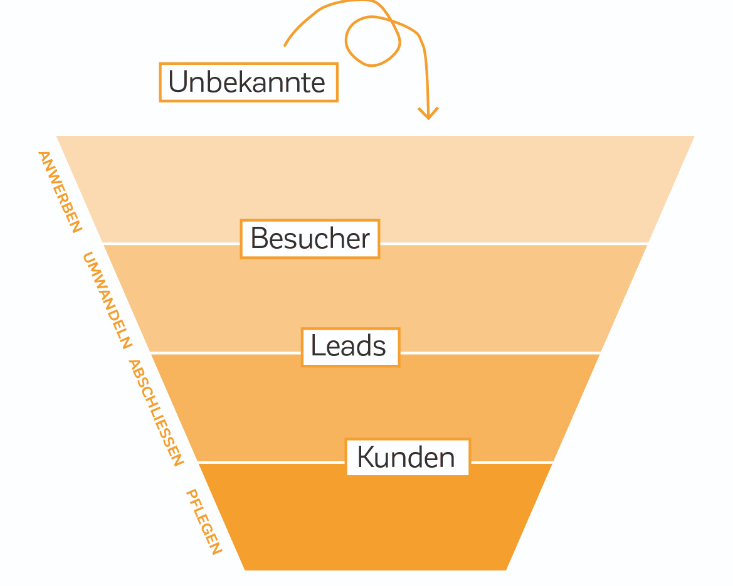 Unbekannte
ANWERBEN
Besucher
UMWANDELN
Leads
ABSCHLIESSEN
Kunden
PFLEGEN